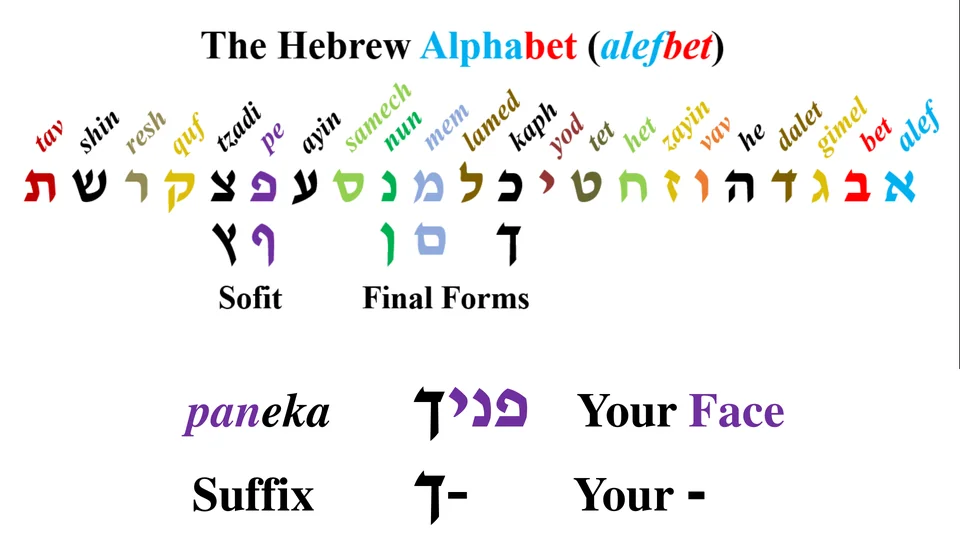 The Hebrew Alphabet (alefbet)
tav shin resh quf tzadi pe ayin samech nun mem lamed kaph yod tet het zayin vav he dalet gimel bet alef
א ב ג ד ה ו ז ח ט י כ ל מ נ ס ע פ צ ק ר ש ת
ך ם ן ף ץ
Sofit Final Forms
paneka פניך Your Face
Suffix ך- Your -